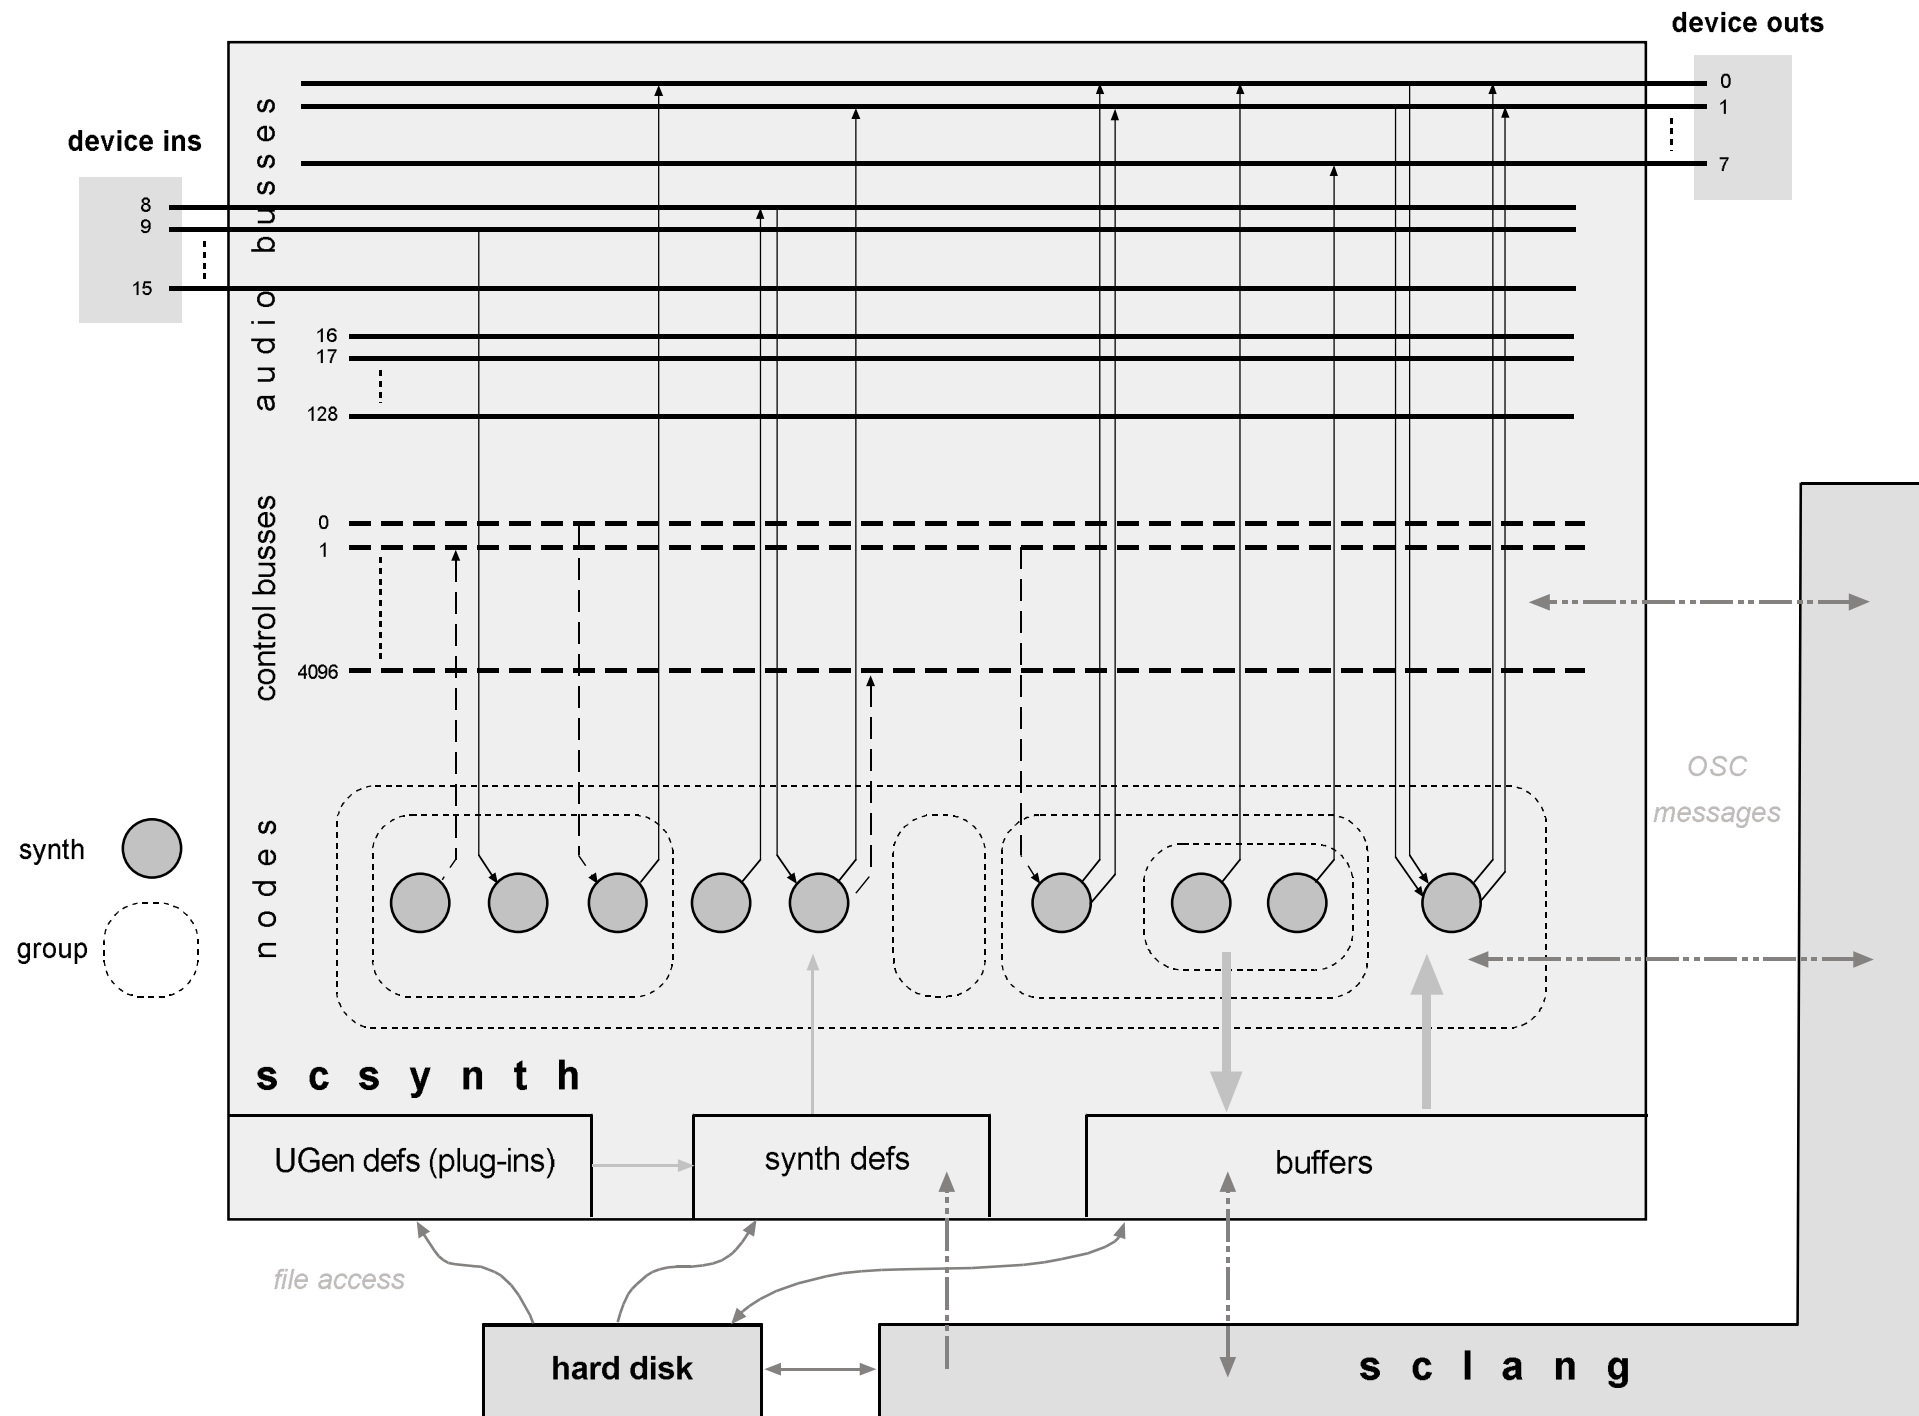 device outs
0
1
7
device ins
8
9
15
audio busses
16
17
128
control busses
0
1
4096
OSC
messages
synth
group
nodes
scsynth
UGen defs (plug-ins)
synth defs
buffers
file access
hard disk
sclang